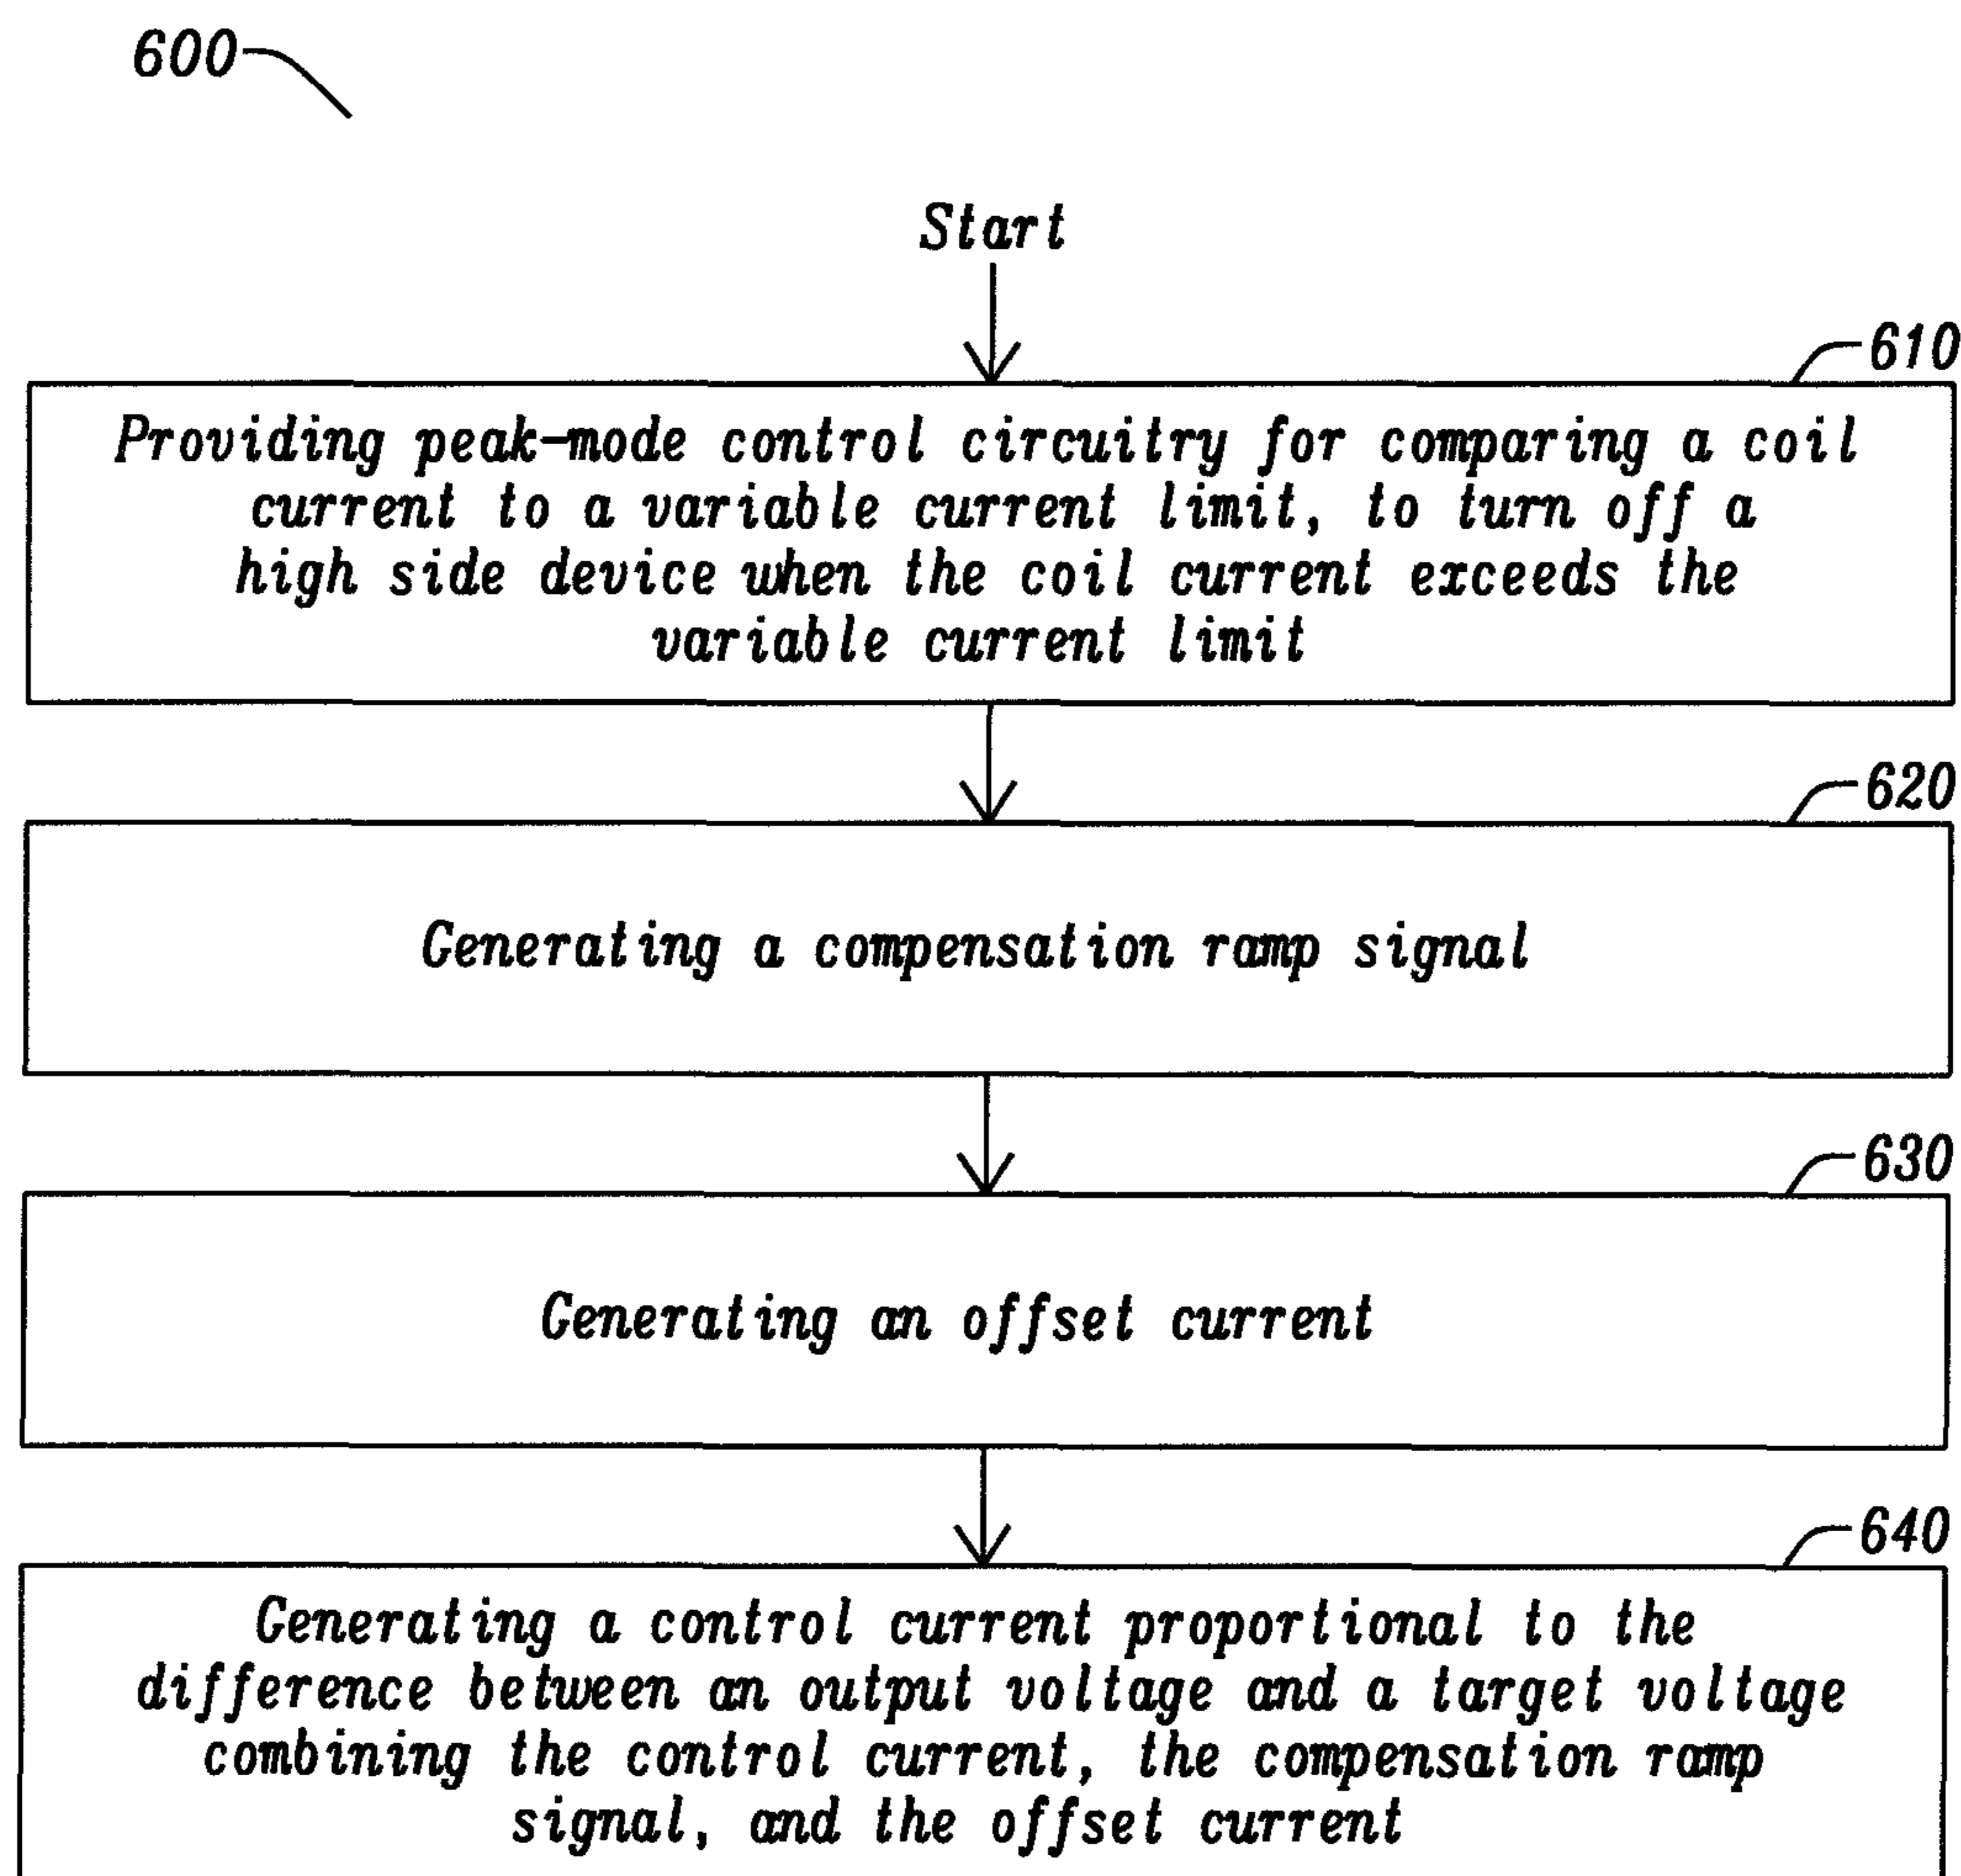 600
Start
610
Providing peak-mode control circuitry for comparing a coil
current to a variable current limit, to turn off a
high side device when the coil current exceeds the
variable current limit
620
Generating a compensation ramp signal
630
Generating an offset current
640
Generating a control current proportional to the
difference between an output voltage and a target voltage
combining the control current, the compensation ramp
signal, and the offset current